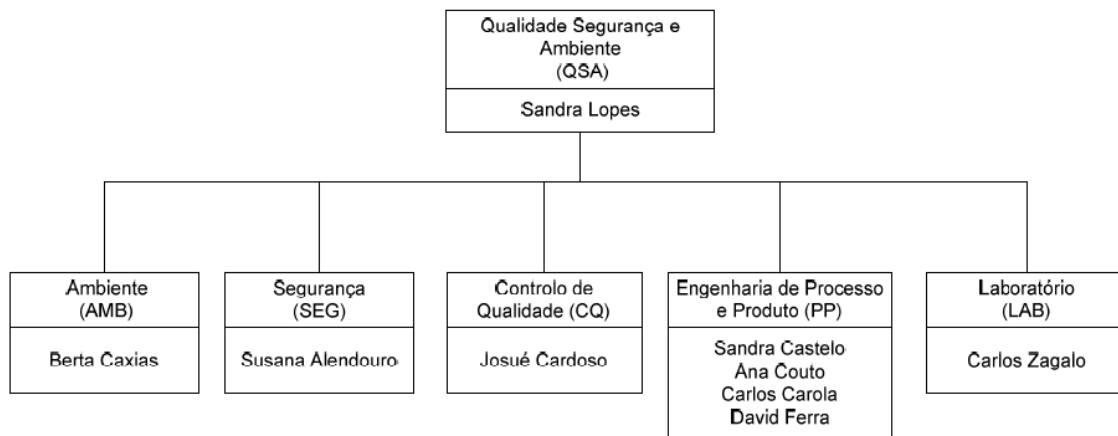 Qualidade Segurança e
Ambiente
(QSA)
Sandra Lopes
Ambiente
(AMB)
Berta Caxias
Segurança
(SEG)
Susana Alendouro
Controlo de
Qualidade (CQ)
Josué Cardoso
Engenharia de Processo
e Produto (PP)
Sandra Castelo
Ana Couto
Carlos Carola
David Ferra
Laboratório
(LAB)
Carlos Zagalo